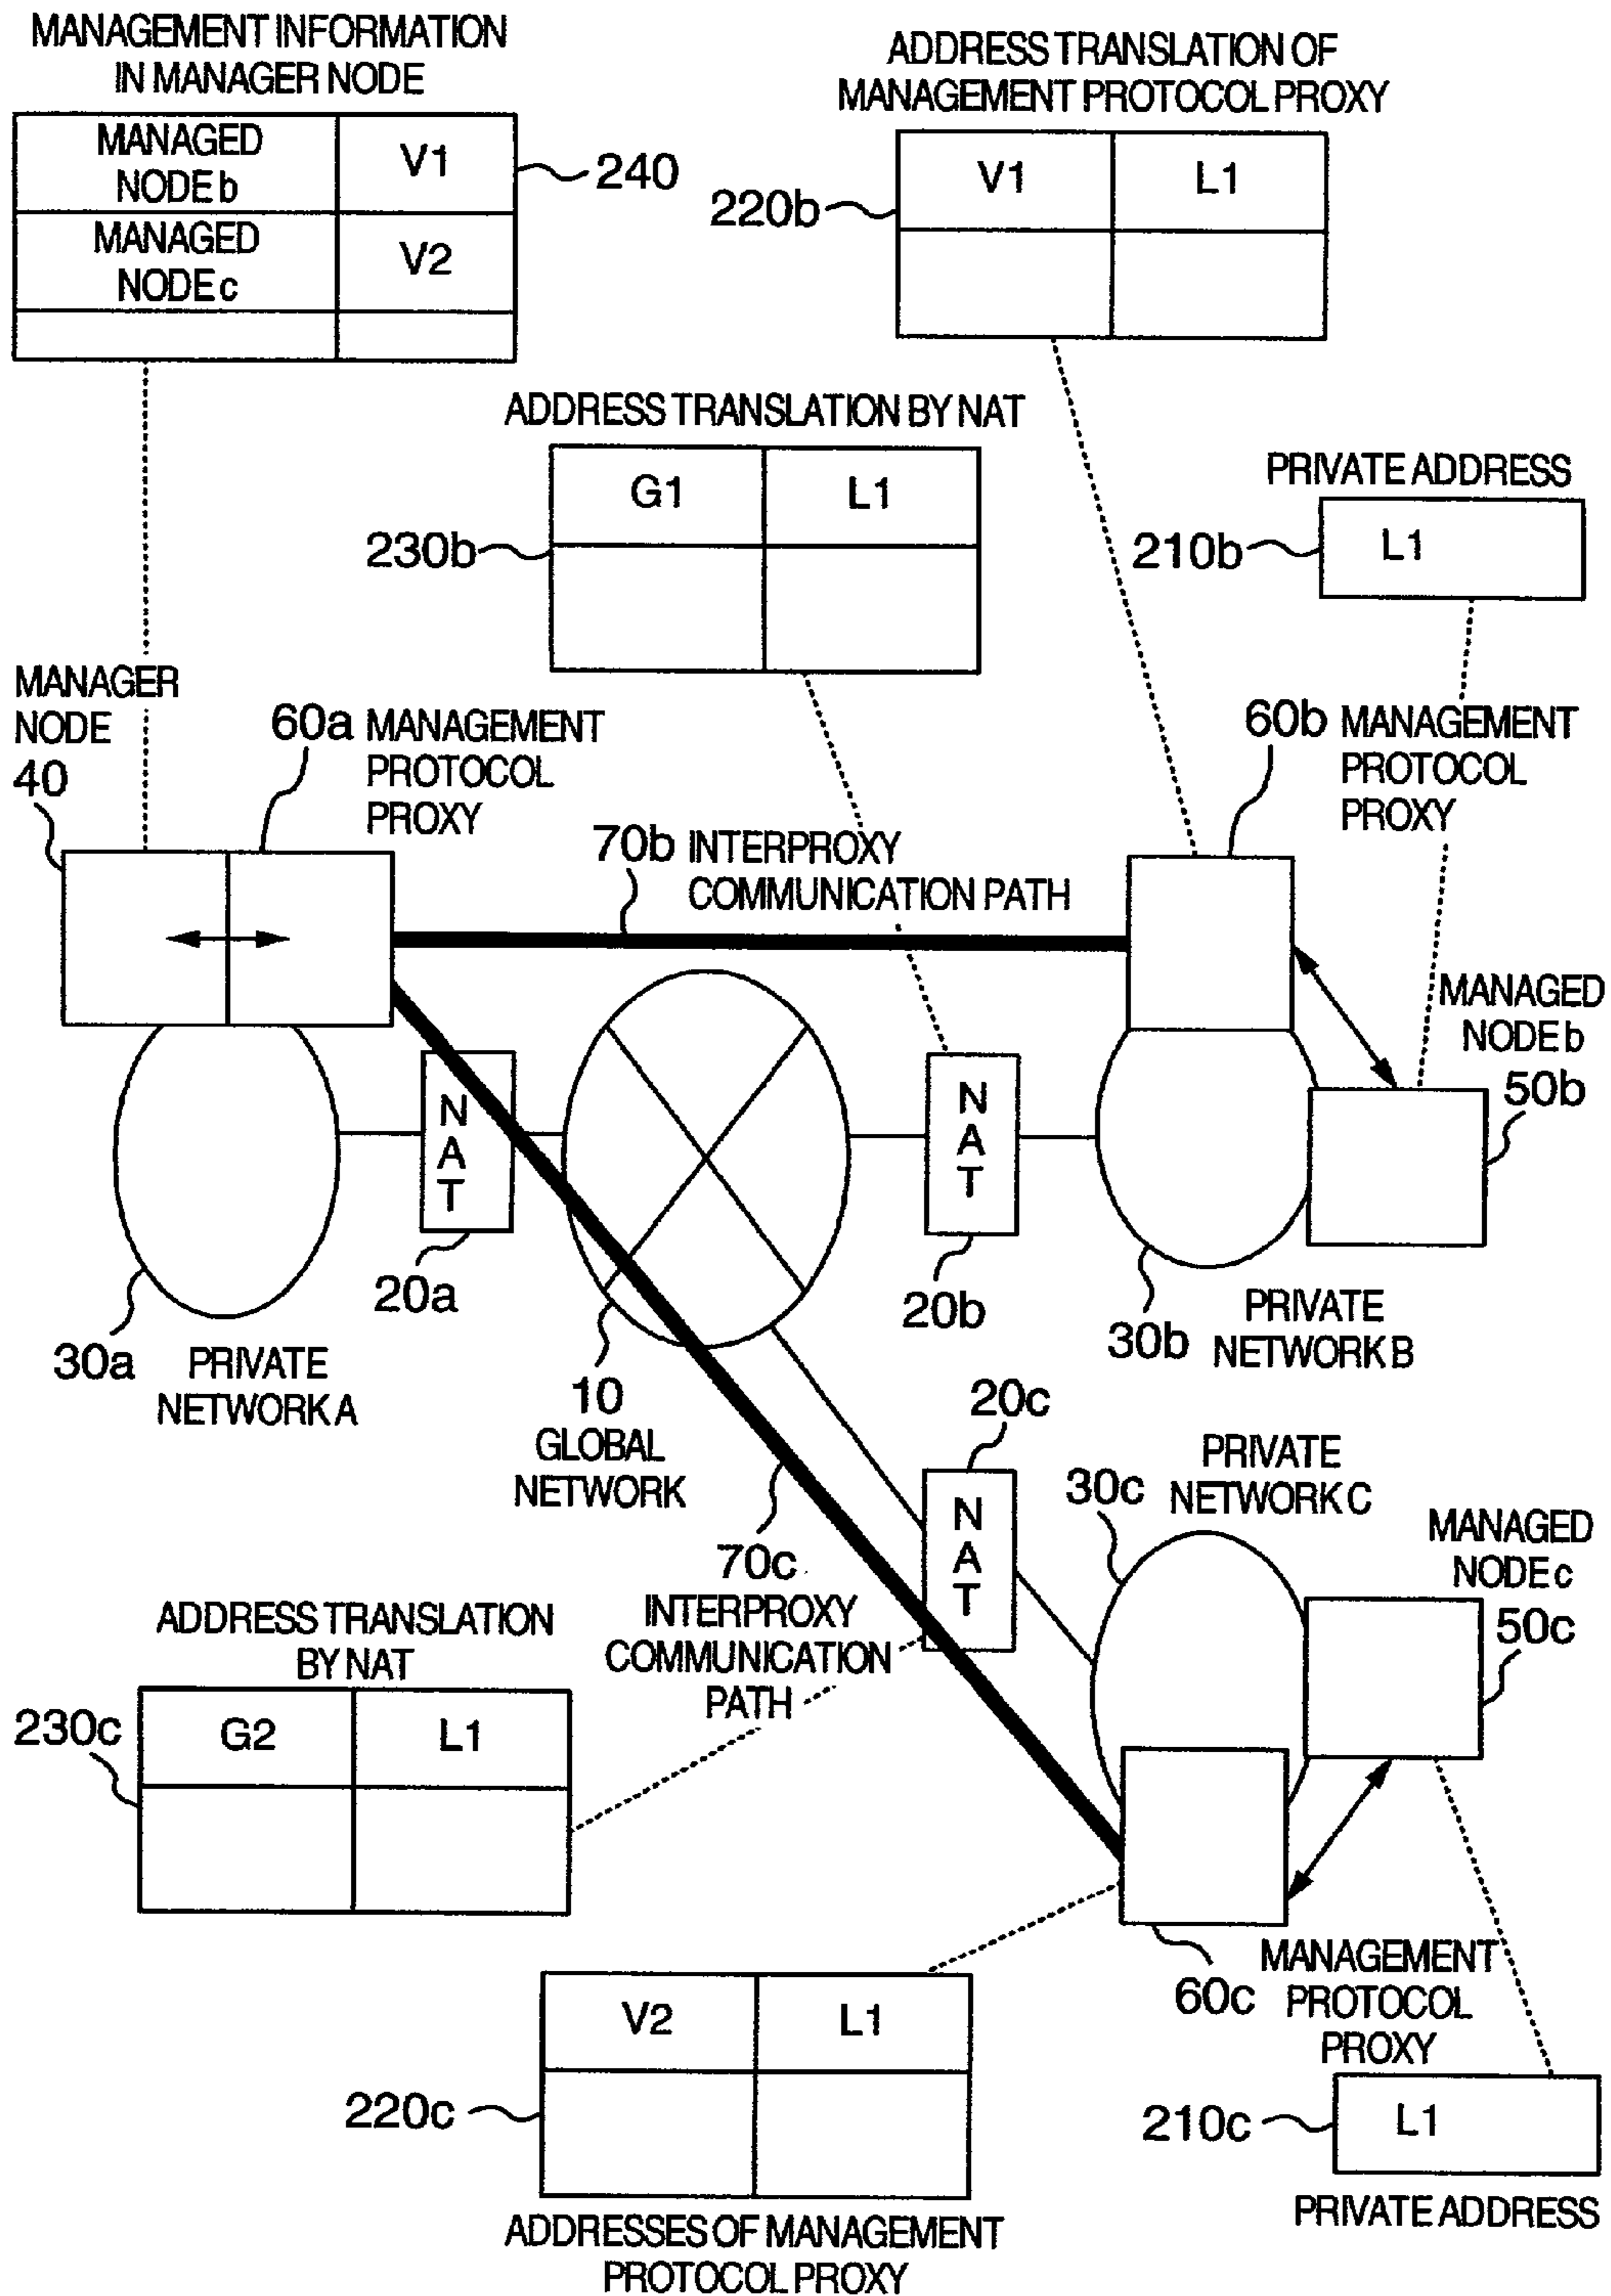 MANAGEMENT INFORMATION
IN MANAGER NODE
MANAGED
NODE b
V1
MANAGED
NODE c
V2
240
ADDRESS TRANSLATION OF
MANAGEMENT PROTOCOL PROXY
V1
L1
220b
ADDRESS TRANSLATION BY NAT
G1
L1
230b
PRIVATE ADDRESS
L1
210b
MANAGER
NODE
40
60a
MANAGEMENT
PROTOCOL
PROXY
60b
MANAGEMENT
PROTOCOL
PROXY
70b
INTERPROXY
COMMUNICATION PATH
MANAGED
NODE b
50b
NAT
20a
NAT
20b
30a
PRIVATE
NETWORK A
10
GLOBAL
NETWORK
30b
PRIVATE
NETWORK B
20c
NAT
30c
PRIVATE
NETWORK C
MANAGED
NODE c
50c
70c
INTERPROXY
COMMUNICATION
PATH
ADDRESS TRANSLATION
BY NAT
230c
G2
L1
60c
MANAGEMENT
PROTOCOL
PROXY
V2
L1
220c
ADDRESSES OF MANAGEMENT
PROTOCOL PROXY
210c
L1
PRIVATE ADDRESS